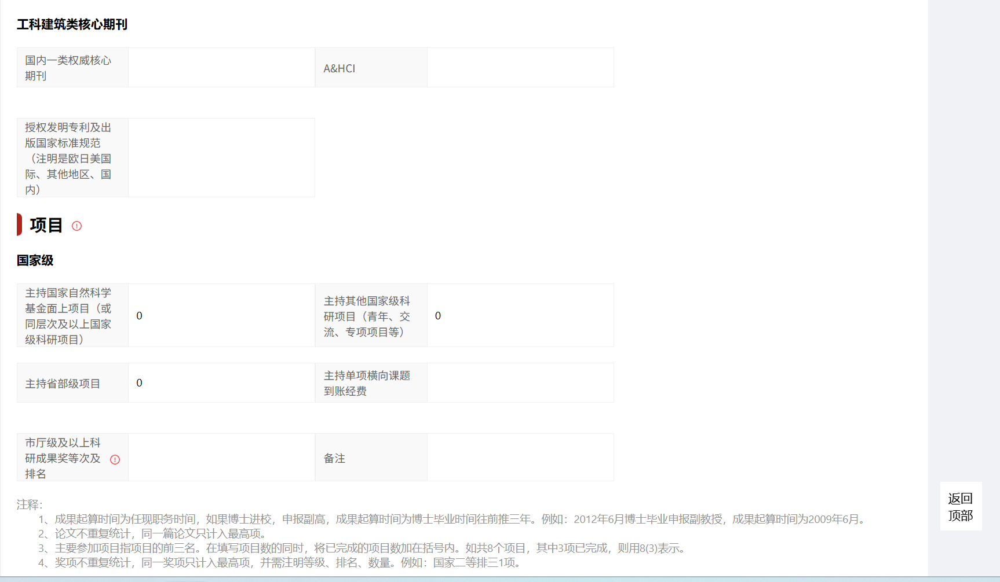 工科建筑类核心期刊
国内一类权威核心
期刊
A&HCI
授权发明专利及出
版国家标准规范
（注明是欧日美国
际、其他地区、国
内）
项目
国家级
主持国家自然科学
基金面上项目（或
同层次及以上国家
级科研项目）
0
主持其他国家级科
研项目（青年、交
流、专项项目等）
0
主持省部级项目
0
主持单项横向课题
到账经费
市厅级及以上科
研成果奖等次及
排名
备注
注释：
1、成果起算时间为任现职务时间，如果博士进校，申报副高，成果起算时间为博士毕业时间往前推三年。例如：2012年6月博士毕业申报副教授，成果起算时间为2009年6月。
2、论文不重复统计，同一篇论文只计入最高项。
3、主要参加项目指项目的前三名。在填写项目数的同时，将已完成的项目数加在括号内。如共8个项目，其中3项已完成，则用8(3)表示。
4、奖项不重复统计，同一奖项只计入最高项，并需注明等级、排名、数量。例如：国家二等排三1项。
返回
顶部